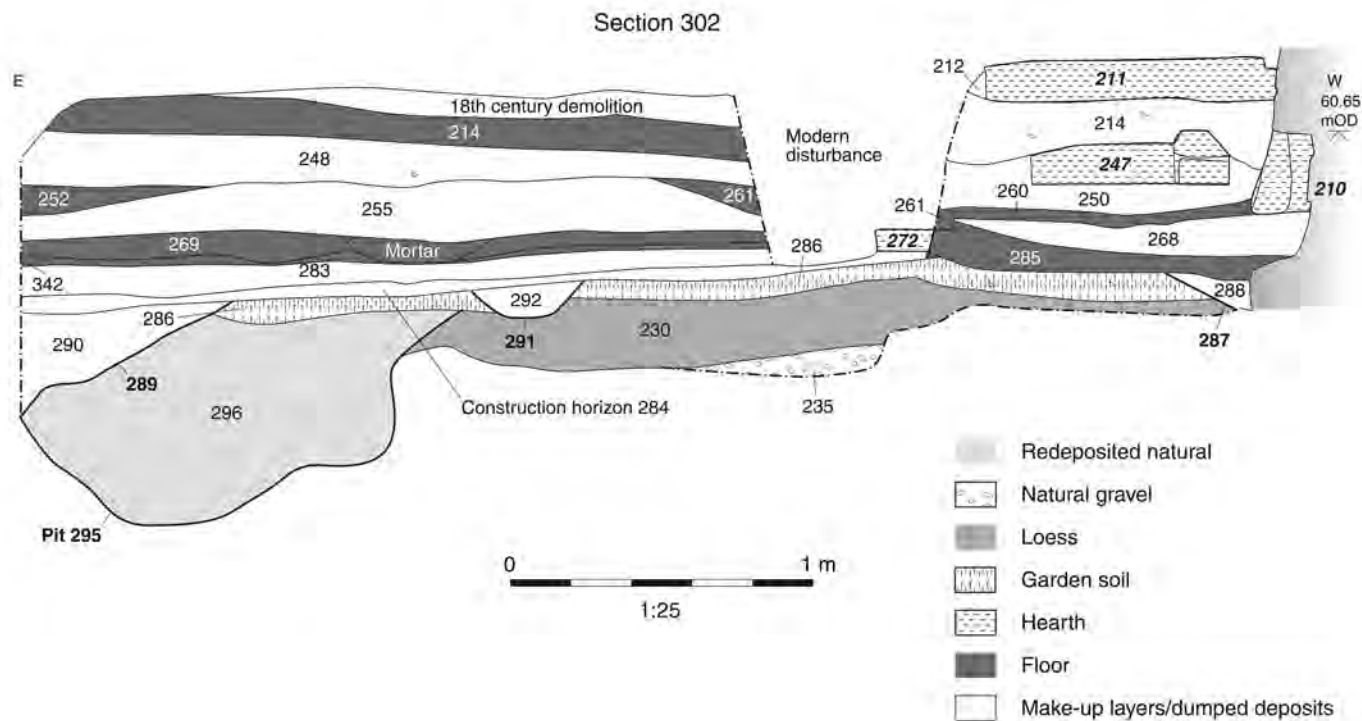 Section 302
E
W
60.65
mOD
212
211
18th century demolition
214
Modern
disturbance
214
248
247
252
261
260
250
210
255
261
269
Mortar
286
272
268
283
285
342
292
288
286
230
290
291
287
289
296
Construction horizon 284
235
Pit 295
0
1 m
1:25
Redeposited natural
Natural gravel
Loess
Garden soil
Hearth
Floor
Make-up layers/dumped deposits